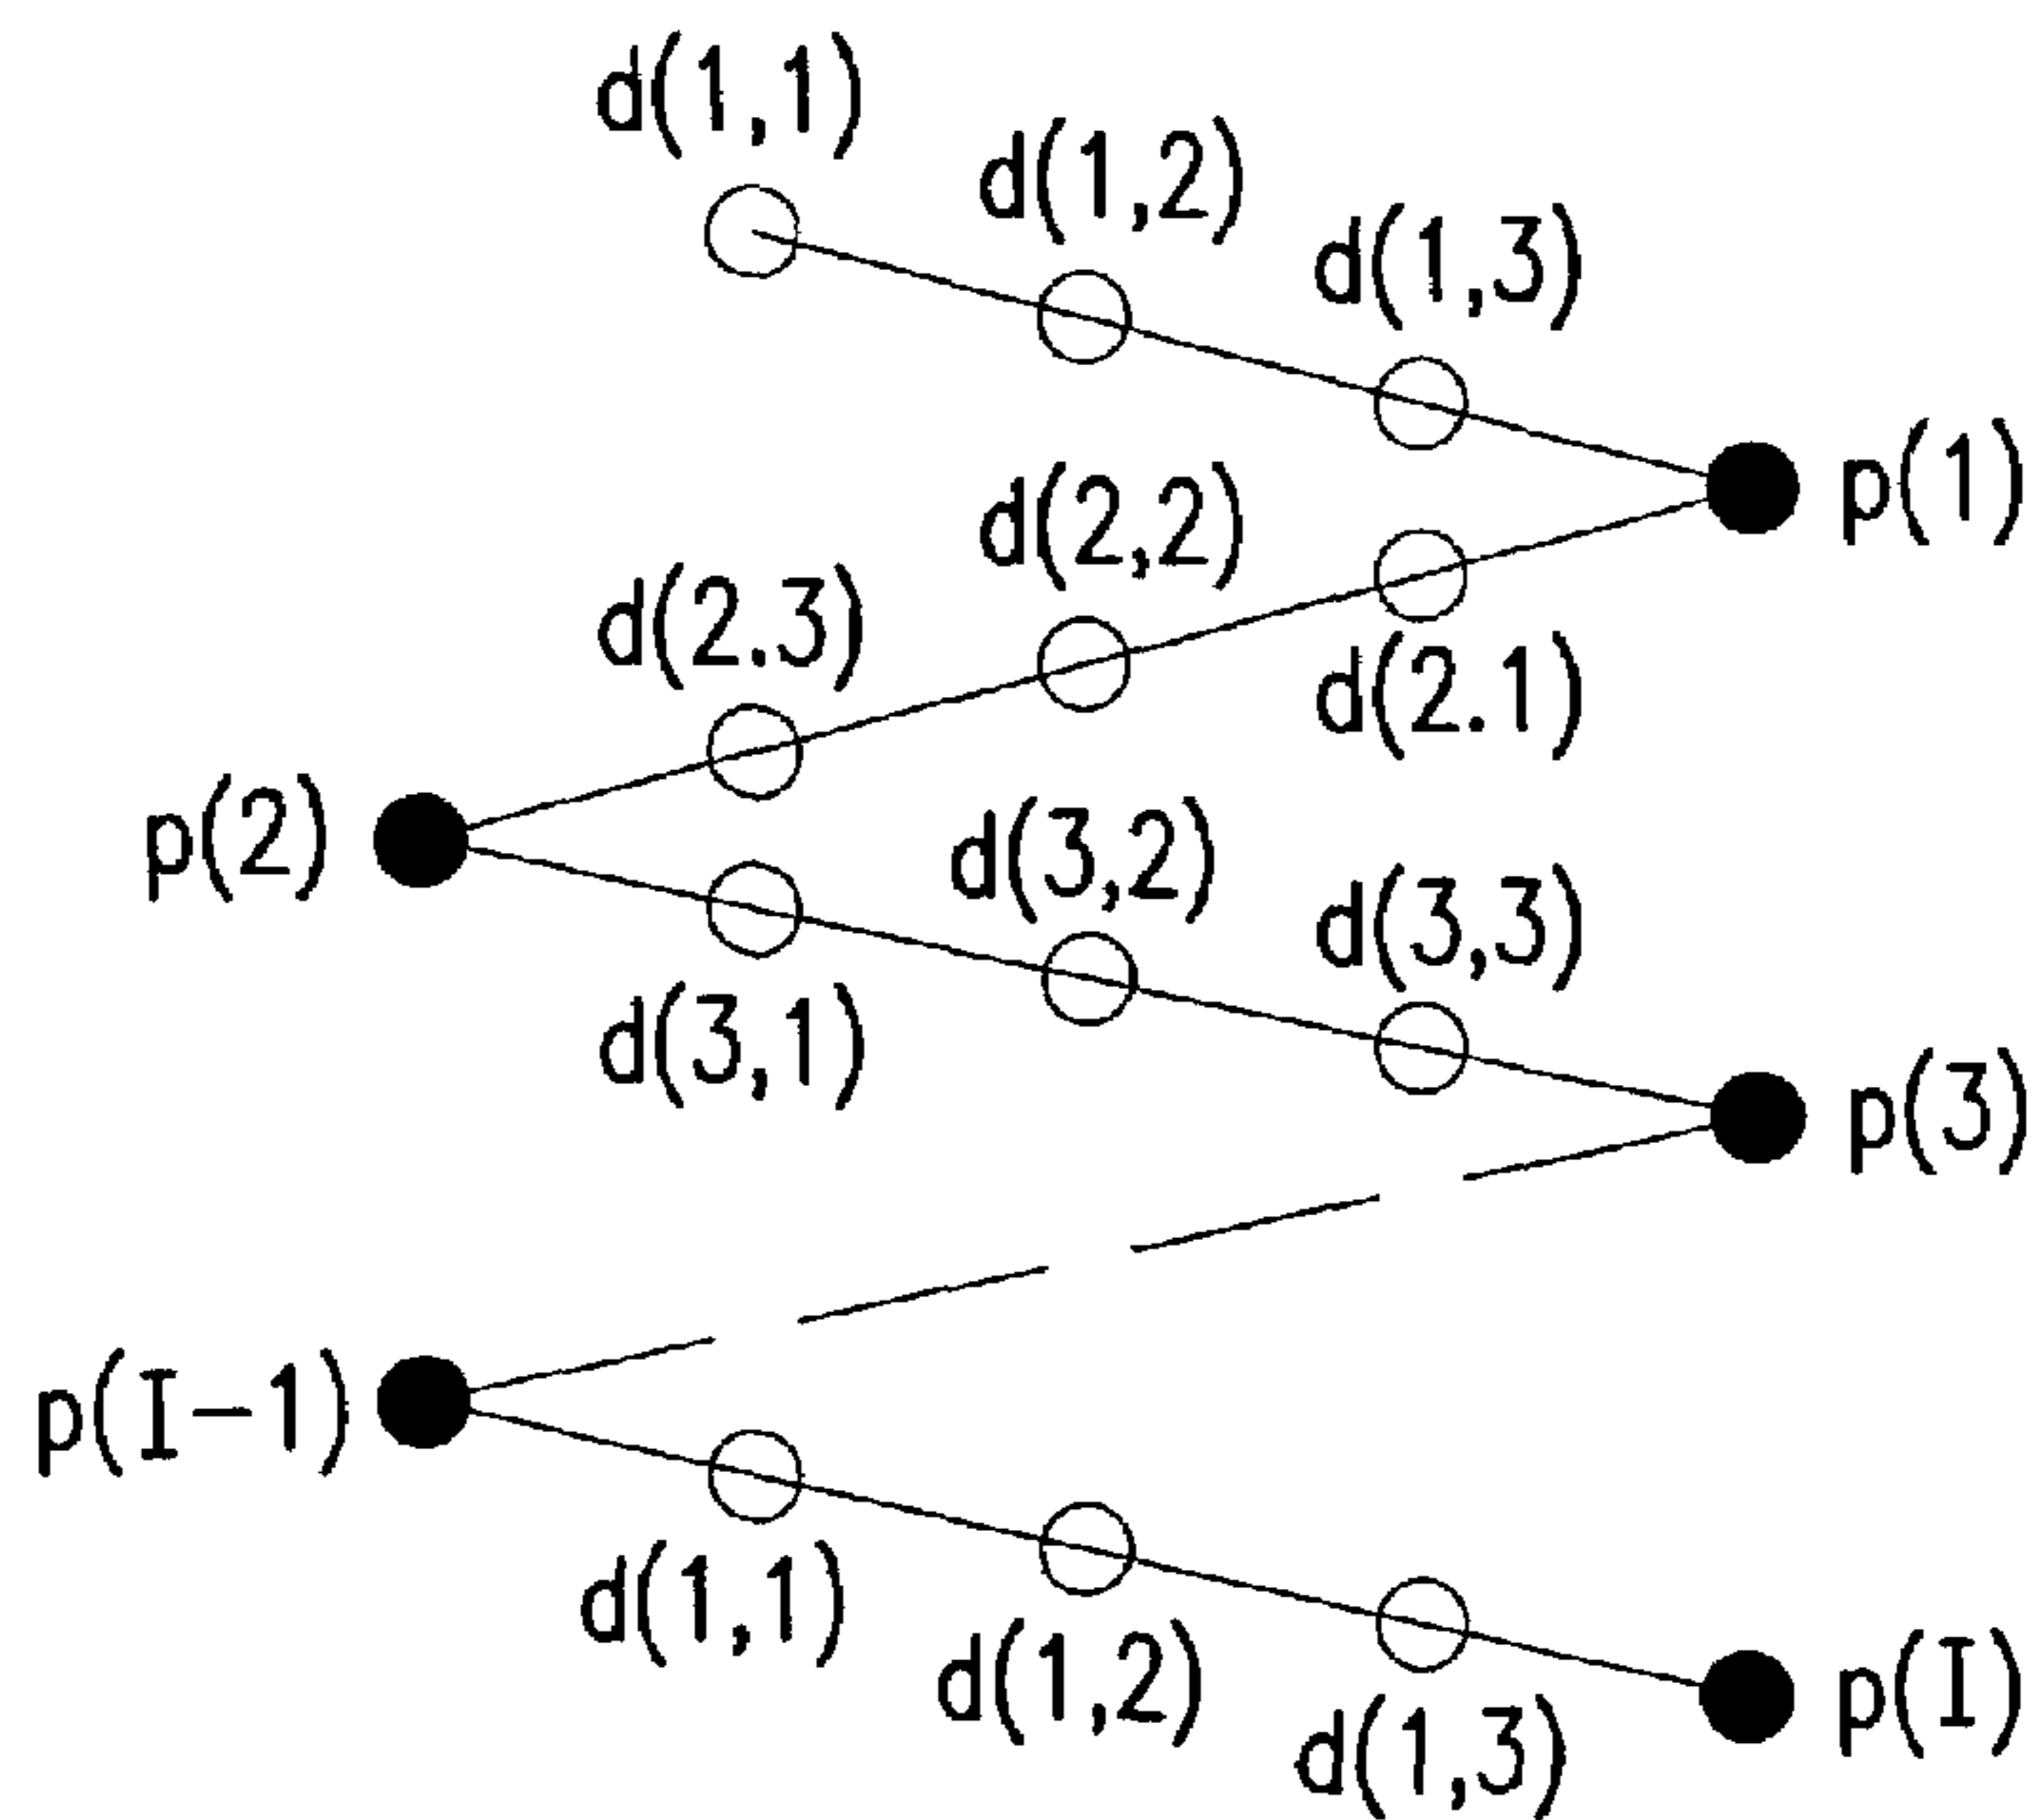 d(1,1)
d(1,2)
d(1,3)
p(1)
d(2,2)
d(2.3)
d(2.1)
p(2)
d(3,2)
d(3,3)
d(3,1)
p(3)
p(I-1)
d(1,1)
d(1,2)
p(I)
d(1,3)